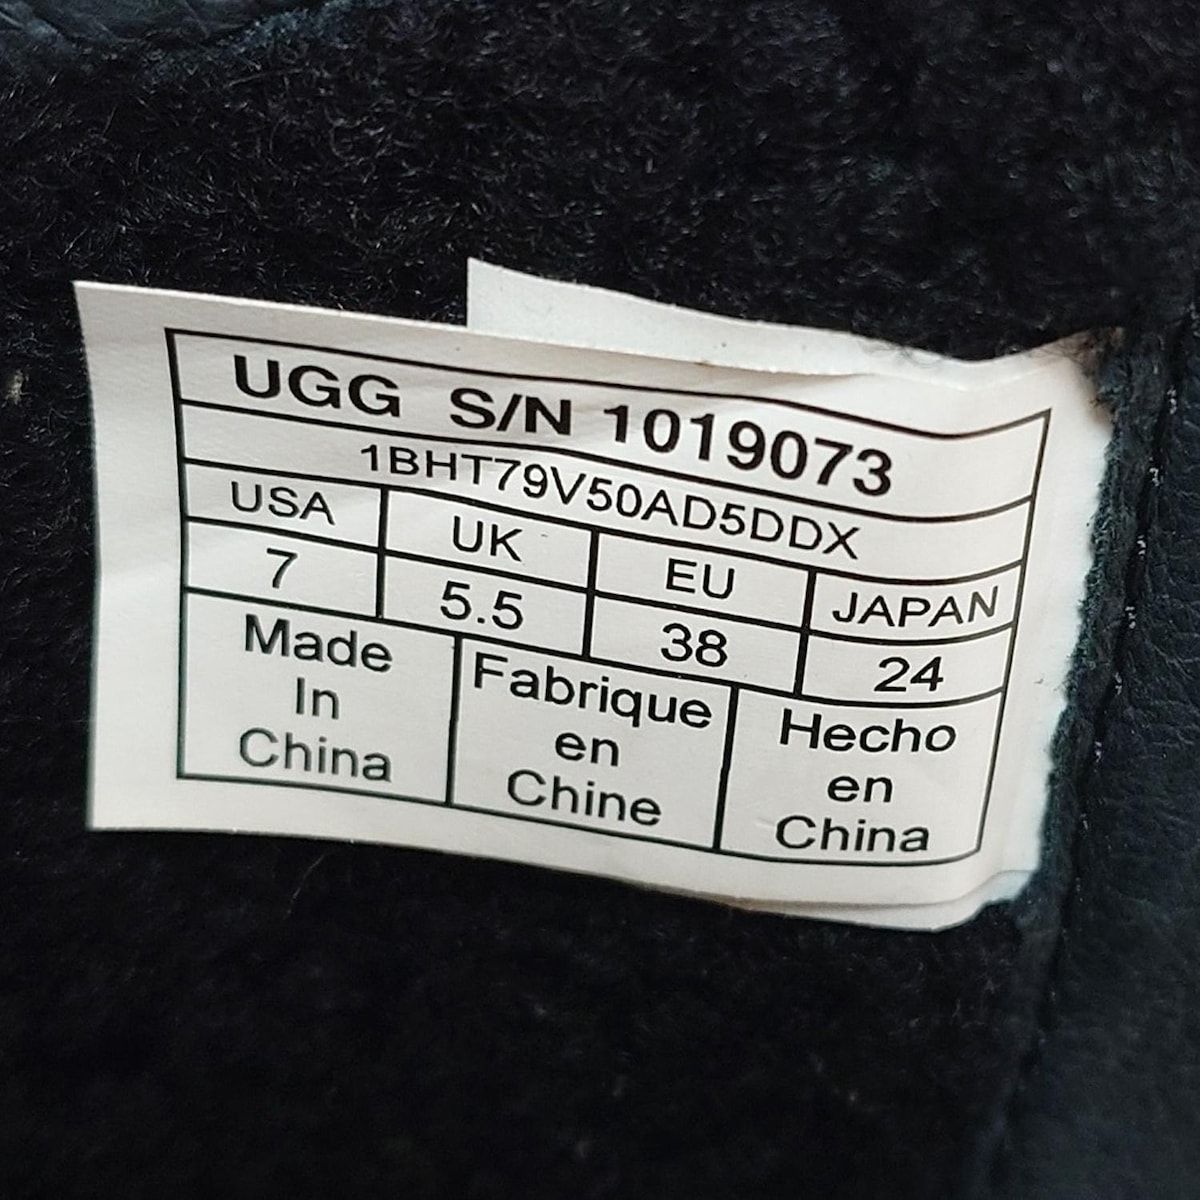 UGG S/N 1019073
1BHT79V50AD5DDX
USA UK EU JAPAN
7 5.5 38 24
Made
In
China
Fabrique
en
Chine
Hecho
en
China